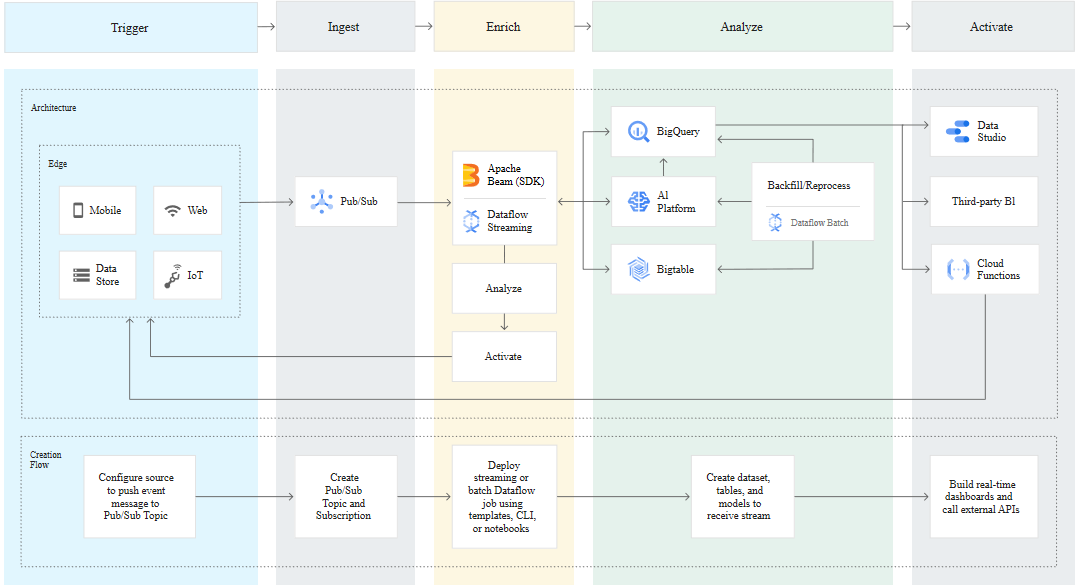 Trigger
Ingest
Enrich
Analyze
Activate
Architecture
Edge
Mobile
Web
Data
Store
IoT
Pub/Sub
Apache
Beam (SDK)
Dataflow
Streaming
Analyze
Activate
BigQuery
AI
Platform
Bigtable
Backfill/Reprocess
Dataflow Batch
Data
Studio
Third-party BI
Cloud
Functions
Creation
Flow
Configure source
to push event
message to
Pub/Sub Topic
Create
Pub/Sub
Topic and
Subscription
Deploy
streaming or
batch Dataflow
job using
templates, CLI,
or notebooks
Create dataset,
tables, and
models to
receive stream
Build real-time
dashboards and
call external APIs